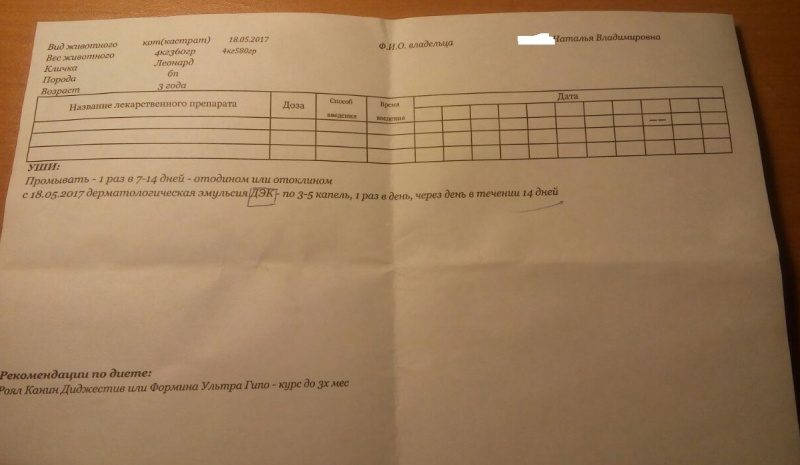 Вид животного кот(кастрат) 18.05.2017 Ф.И.О. владельца Наталья Владимировна
Вес животного 4кг360гр 4кг580гр
Кличка Леонард
Порода бп
Возраст 3 года
Название лекарственного препарата Доза Способ введения Время введения Дата
УШИ:
Промывать - 1 раз в 7-14 дней - отодином или отоклином
с 18.05.2017 дерматологическая эмульсия ДЭК - по 3-5 капель, 1 раз в день, через день в течении 14 дней
Рекомендации по диете:
Роял Канин Диджестив или Формина Ультра Гипо - курс до 3х мес